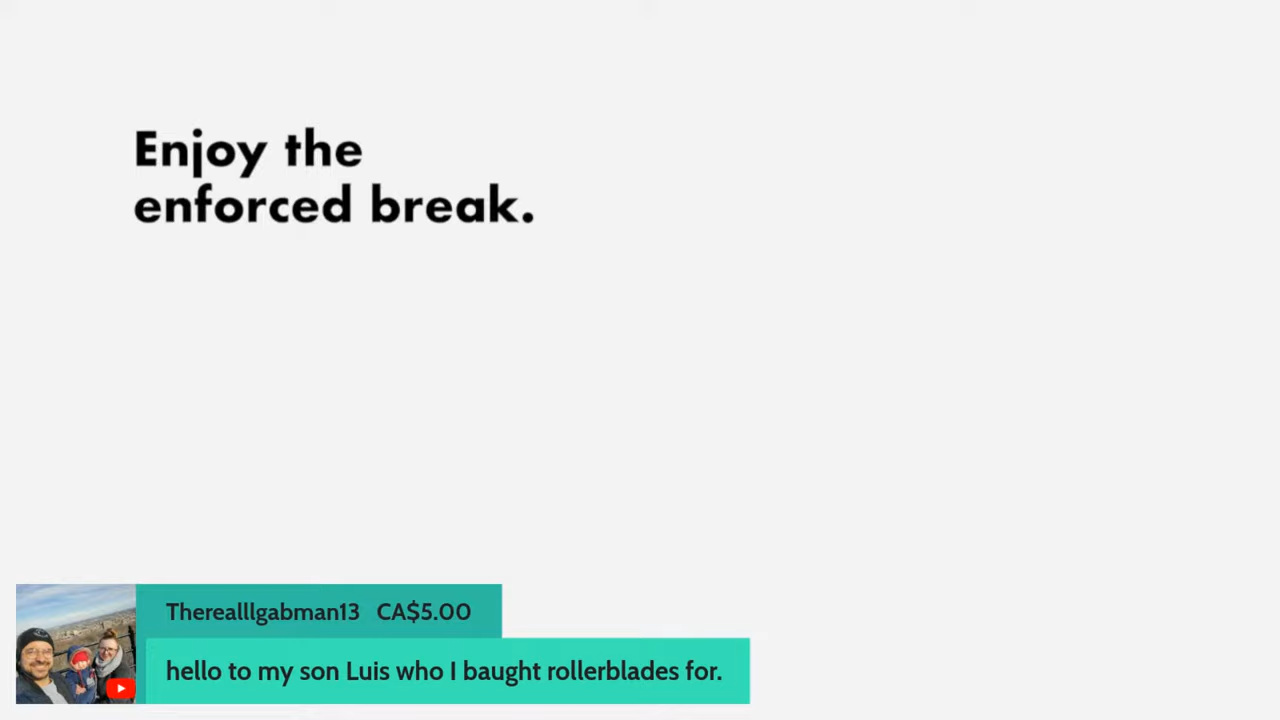 Enjoy the
enforced break.
Therealllgabman13 CA$5.00
hello to my son Luis who I baught rollerblades for.